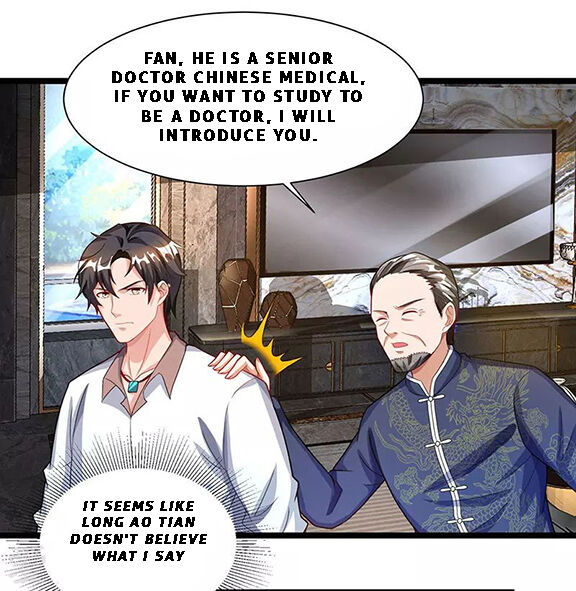 FAN, HE IS A SENIOR
DOCTOR CHINESE MEDICAL,
IF YOU WANT TO STUDY TO
BE A DOCTOR, I WILL
INTRODUCE YOU.
IT SEEMS LIKE
LONG AO TIAN
DOESN'T BELIEVE
WHAT I SAY